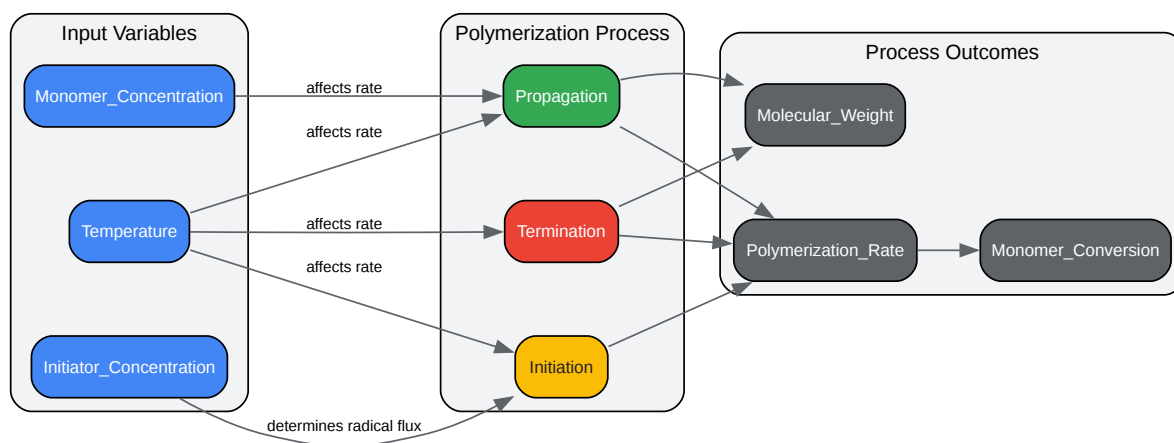 Input Variables
Polymerization Process
Process Outcomes
Monomer_Concentration
affects rate
Propagation
Molecular_Weight
affects rate
Temperature
affects rate
Termination
Polymerization_Rate
Monomer_Conversion
affects rate
Initiator_Concentration
Initiation
determines radical flux